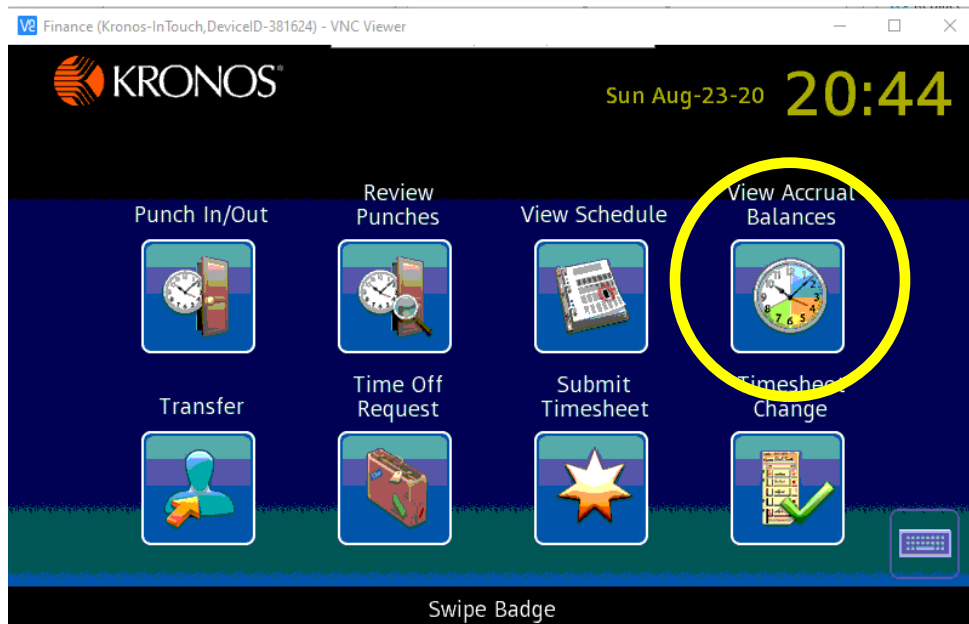 Finance (Kronos-InTouch,DeviceID-381624) - VNC Viewer
KRONOS®
Sun Aug-23-20 20:44
Punch In/Out
Review
Punches
View Schedule
View Accrual
Balances
Transfer
Time Off
Request
Submit
Timesheet
Timesheet
Change
Swipe Badge